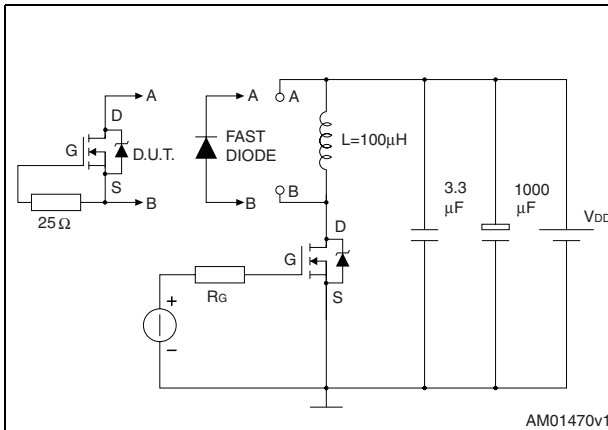 A
A
A
D
G
D.U.T.
FAST
DIODE
L=100µH
S
B
B
B
25 Ω
3.3
µF
1000
µF
VDD
D
G
RG
S
+
−
AM01470v1